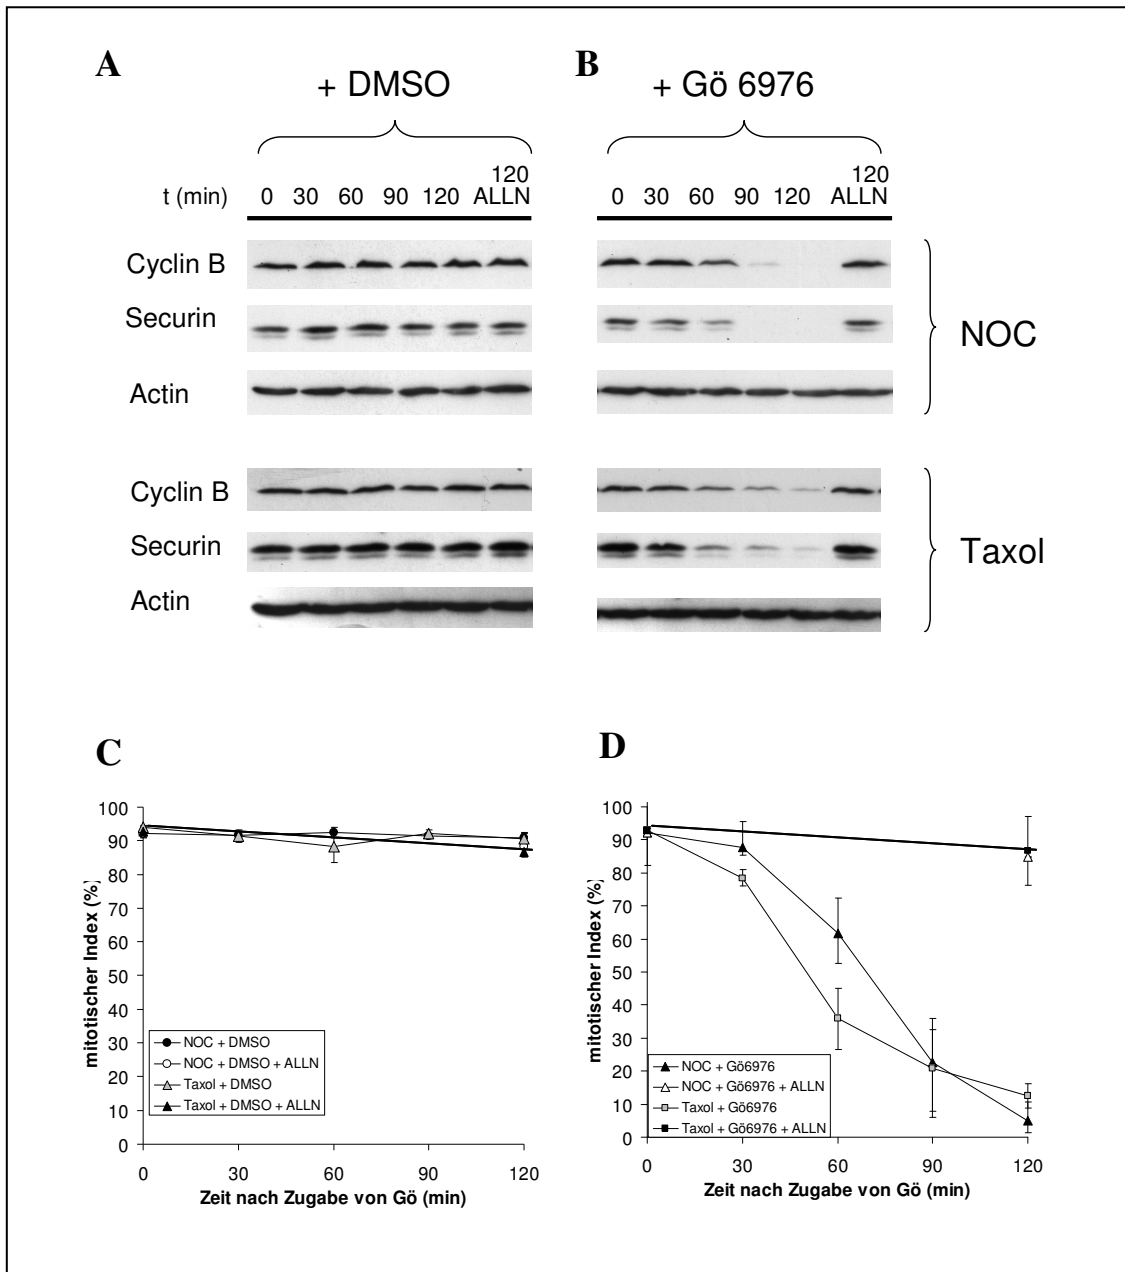 A
+ DMSO
t (min) 0 30 60 90 120 120 ALLN
Cyclin B
Securin
Actin
Cyclin B
Securin
Actin
B
+ Gö 6976
0 30 60 90 120 120 ALLN
NOC
Taxol
C
mitotischer Index (%)
100
90
80
70
60
50
40
30
20
10
0
NOC + DMSO
NOC + DMSO + ALLN
Taxol + DMSO
Taxol + DMSO + ALLN
0 30 60 90 120
Zeit nach Zugabe von Gö (min)
D
mitotischer Index (%)
100
90
80
70
60
50
40
30
20
10
0
NOC + Gö6976
NOC + Gö6976 + ALLN
Taxol + Gö6976
Taxol + Gö6976 + ALLN
0 30 60 90 120
Zeit nach Zugabe von Gö (min)